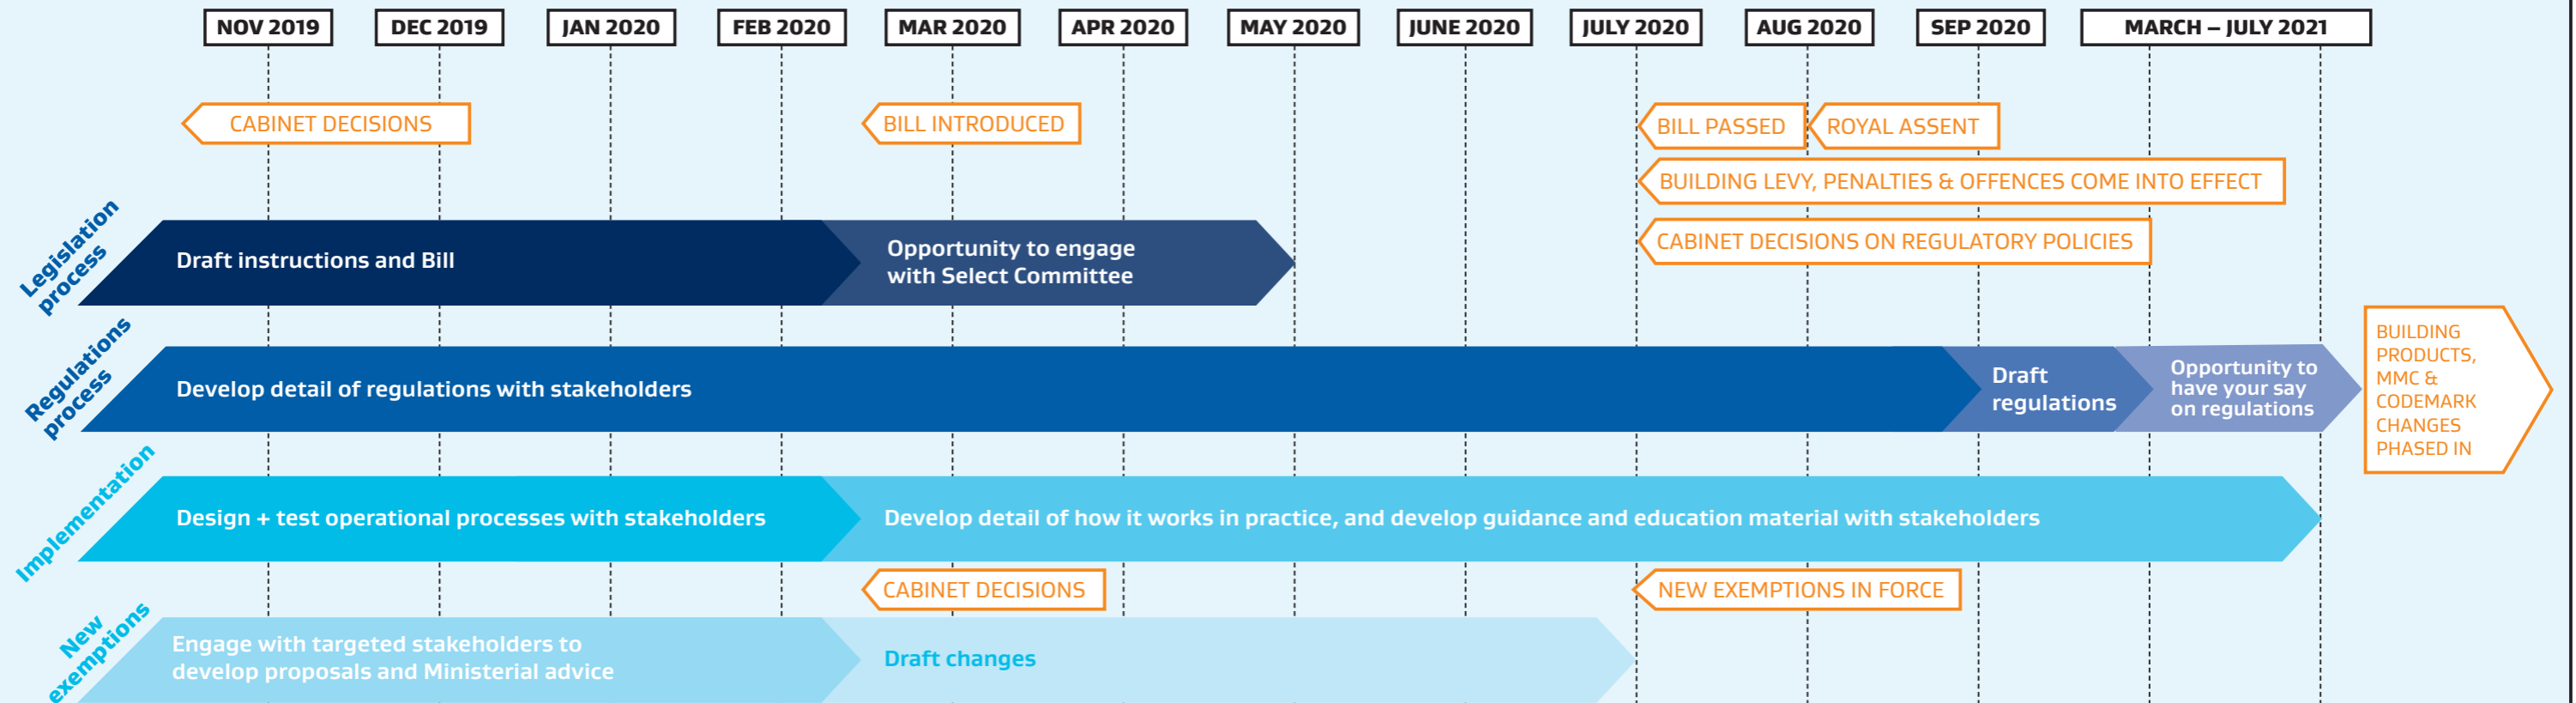 NOV 2019
DEC 2019
JAN 2020
FEB 2020
MAR 2020
APR 2020
MAY 2020
JUNE 2020
JULY 2020
AUG 2020
SEP 2020
MARCH – JULY 2021
CABINET DECISIONS
BILL INTRODUCED
BILL PASSED
ROYAL ASSENT
BUILDING LEVY, PENALTIES & OFFENCES COME INTO EFFECT
CABINET DECISIONS ON REGULATORY POLICIES
Legislation
process
Draft instructions and Bill
Opportunity to engage
with Select Committee
Regulations
process
Develop detail of regulations with stakeholders
Draft
regulations
Opportunity to
have your say
on regulations
BUILDING
PRODUCTS,
MMC &
CODEMARK
CHANGES
PHASED IN
Implementation
Design + test operational processes with stakeholders
Develop detail of how it works in practice, and develop guidance and education material with stakeholders
CABINET DECISIONS
NEW EXEMPTIONS IN FORCE
New
exemptions
Engage with targeted stakeholders to
develop proposals and Ministerial advice
Draft changes